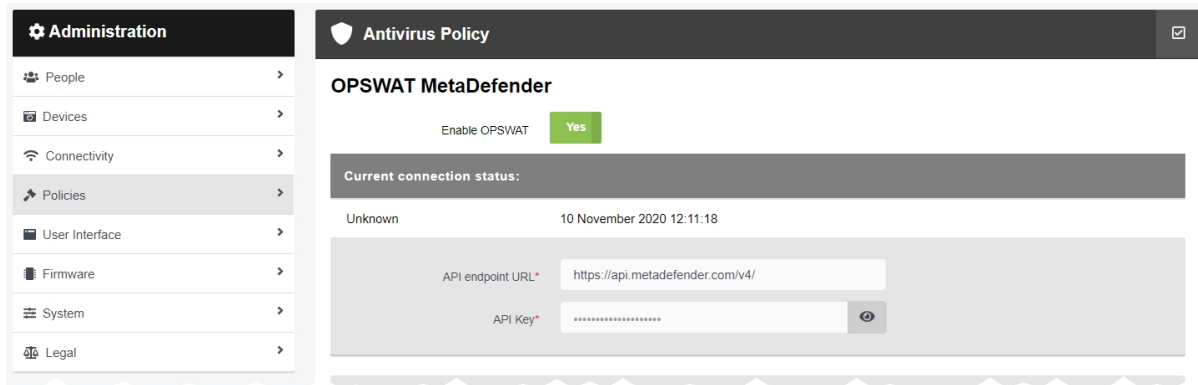 Administration
People
Devices
Connectivity
Policies
User Interface
Firmware
System
Legal
Antivirus Policy
OPSWAT MetaDefender
Enable OPSWAT Yes
Current connection status:
Unknown 10 November 2020 12:11:18
API endpoint URL* https://api.metadefender.com/v4/
API Key* ••••••••••••••••••••